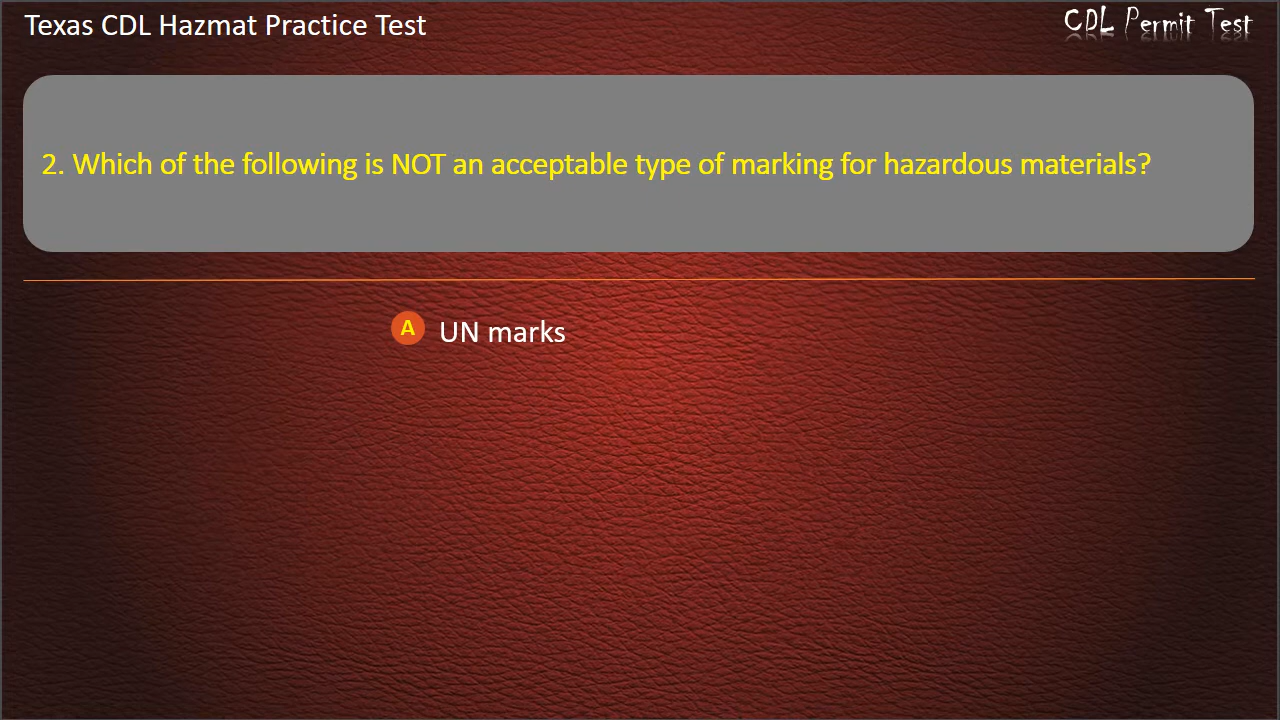 Texas CDL Hazmat Practice Test
CDL Permit Test
2. Which of the following is NOT an acceptable type of marking for hazardous materials?
A UN marks